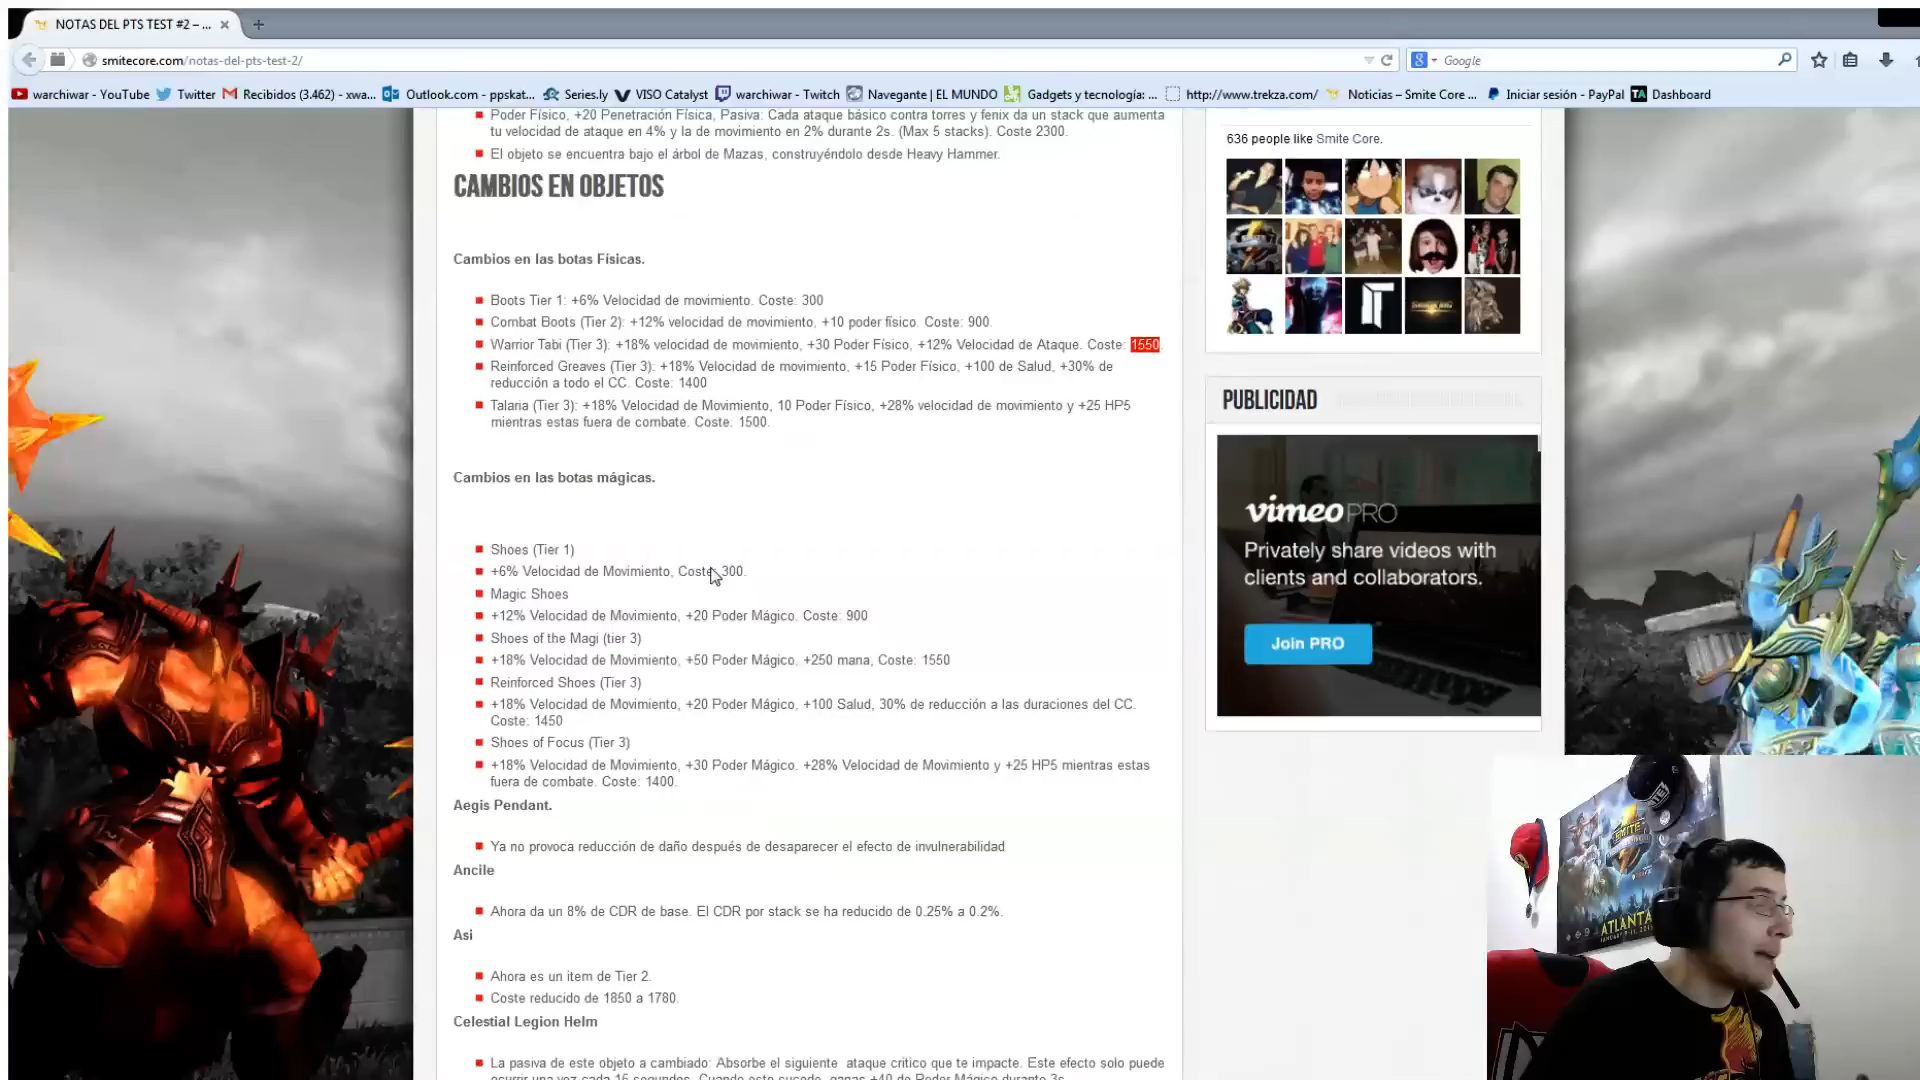 NOTAS DEL PTS TEST #2 – ...
smitecore.com/notas-del-pts-test-2/
Google
warchiwar - YouTube
Twitter
Recibidos (3.462) - xwa...
Outlook.com - ppskat...
Series.ly
VISO Catalyst
warchiwar - Twitch
Navegante | EL MUNDO
Gadgets y tecnología: ...
http://www.trekza.com/
Noticias – Smite Core ...
Iniciar sesión - PayPal
Dashboard
Poder Físico, +20 Penetración Física, Pasiva: Cada ataque básico contra torres y fenix da un stack que aumenta
tu velocidad de ataque en 4% y la de movimiento en 2% durante 2s. (Max 5 stacks). Coste 2300.
El objeto se encuentra bajo el árbol de Mazas, construyéndolo desde Heavy Hammer.
CAMBIOS EN OBJETOS
Cambios en las botas Físicas.
Boots Tier 1: +6% Velocidad de movimiento. Coste: 300
Combat Boots (Tier 2): +12% velocidad de movimiento, +10 poder físico. Coste: 900.
Warrior Tabi (Tier 3): +18% velocidad de movimiento, +30 Poder Físico, +12% Velocidad de Ataque. Coste: 1550.
Reinforced Greaves (Tier 3): +18% Velocidad de movimiento, +15 Poder Físico, +100 de Salud, +30% de
reducción a todo el CC. Coste: 1400
Talaria (Tier 3): +18% Velocidad de Movimiento, 10 Poder Físico, +28% velocidad de movimiento y +25 HP5
mientras estas fuera de combate. Coste: 1500.
Cambios en las botas mágicas.
Shoes (Tier 1)
+6% Velocidad de Movimiento, Coste: 300.
Magic Shoes
+12% Velocidad de Movimiento, +20 Poder Mágico. Coste: 900
Shoes of the Magi (tier 3)
+18% Velocidad de Movimiento, +50 Poder Mágico. +250 mana, Coste: 1550
Reinforced Shoes (Tier 3)
+18% Velocidad de Movimiento, +20 Poder Mágico, +100 Salud, 30% de reducción a las duraciones del CC.
Coste: 1450
Shoes of Focus (Tier 3)
+18% Velocidad de Movimiento, +30 Poder Mágico. +28% Velocidad de Movimiento y +25 HP5 mientras estas
fuera de combate. Coste: 1400.
Aegis Pendant.
Ya no provoca reducción de daño después de desaparecer el efecto de invulnerabilidad
Ancile
Ahora da un 8% de CDR de base. El CDR por stack se ha reducido de 0.25% a 0.2%.
Asi
Ahora es un item de Tier 2.
Coste reducido de 1850 a 1780.
Celestial Legion Helm
La pasiva de este objeto a cambiado: Absorbe el siguiente ataque critico que te impacte. Este efecto solo puede
ocurrir una vez cada 15 segundos. Cuando esto sucede, ganas +40 de Poder Mágico durante 3s.
636 people like Smite Core.
PUBLICIDAD
vimeo PRO
Privately share videos with
clients and collaborators.
Join PRO
SMITE
ATLANTA